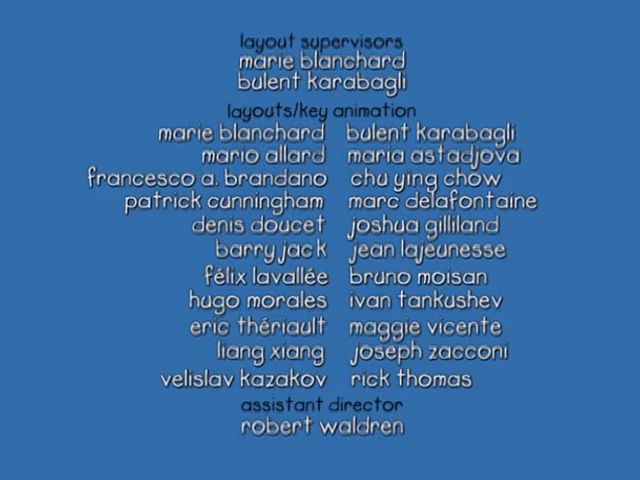 layout supervisors
marie blanchard
bulent karabagli
layouts/key animation
marie blanchard bulent karabagli
mario allard maria astadjova
francesco a. brandano chu ying chow
patrick cunningham marc delafontaine
denis doucet joshua gilliland
barry jack jean lajeunesse
félix lavallée bruno moisan
hugo morales ivan tankushev
eric thériault maggie vicente
liang xiang joseph zacconi
velislav kazakov rick thomas
assistant director
robert waldren